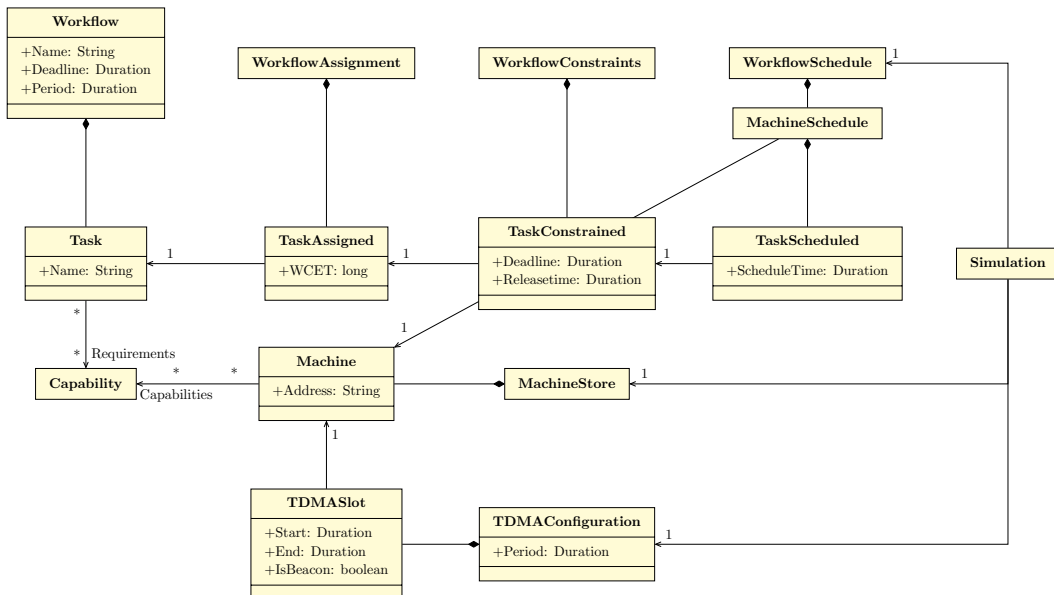 Workflow
+Name: String
+Deadline: Duration
+Period: Duration
WorkflowAssignment
WorkflowConstraints
WorkflowSchedule
1
MachineSchedule
Task
+Name: String
1
TaskAssigned
+WCET: long
1
TaskConstrained
+Deadline: Duration
+Releasetime: Duration
1
TaskScheduled
+ScheduleTime: Duration
Simulation
*
* Requirements
1
Capability
*
*
Capabilities
Machine
+Address: String
MachineStore
1
1
TDMASlot
+Start: Duration
+End: Duration
+IsBeacon: boolean
TDMAConfiguration
+Period: Duration
1